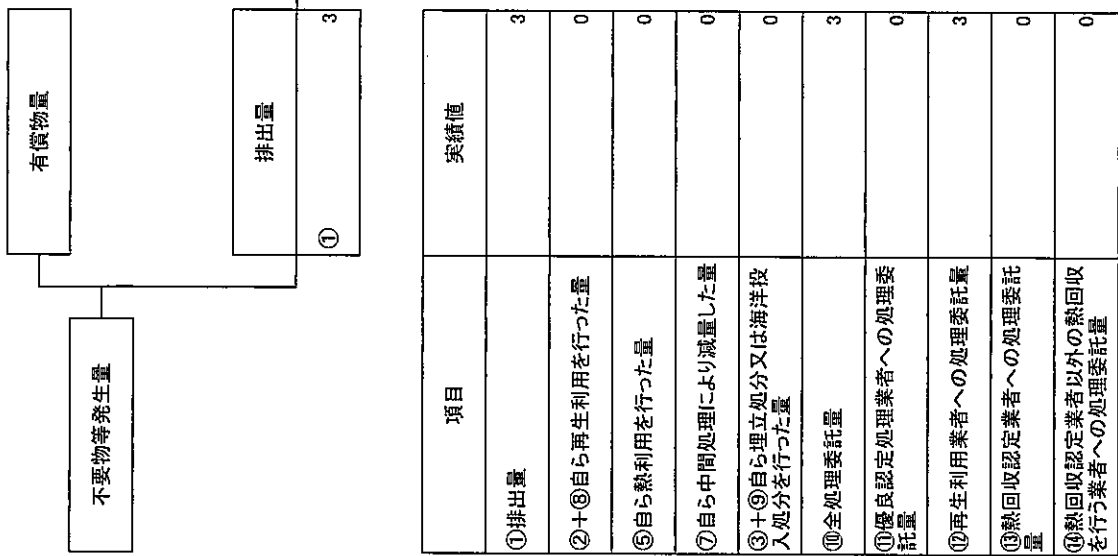 不要物等発生量
有償物量
排出量
①
3
項目
実績値
①排出量
3
②+⑧自ら再生利用を行った量
0
⑤自ら熱利用を行った量
0
⑦自ら中間処理により減量した量
0
③+⑨自ら埋立処分又は海洋投
入処分を行った量
0
⑩全処理委託量
3
⑪優良認定処理業者への処理委
託量
0
⑫再生利用業者への処理委託量
3
⑬熱回収認定業者への処理委託
量
0
⑭熱回収認定業者以外の熱回収
を行う業者への処理委託量
0